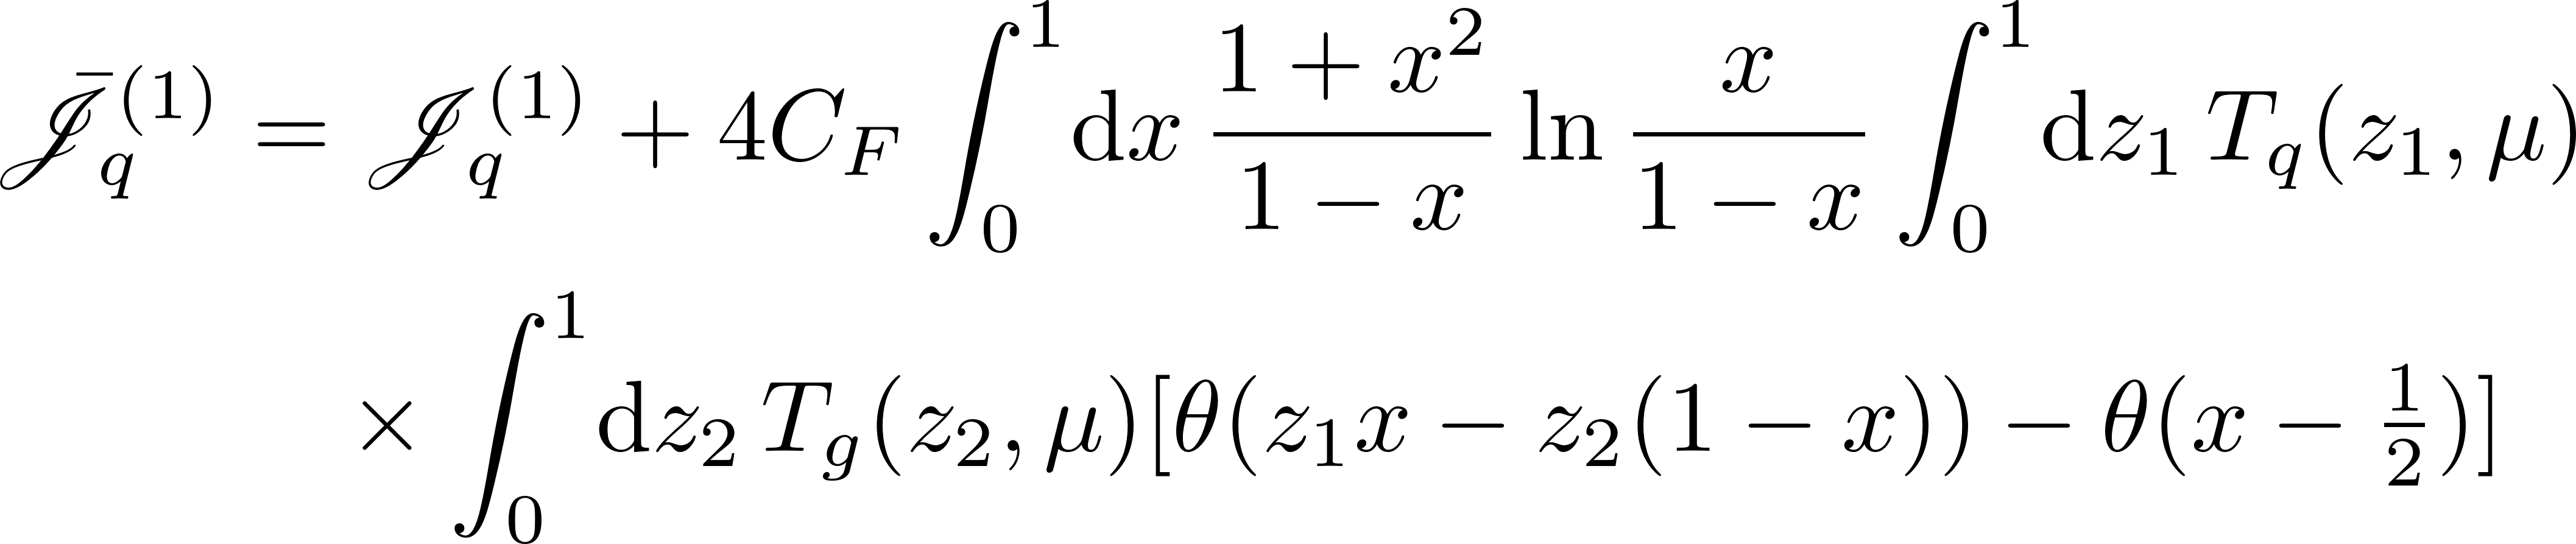 \bar{\mathscr{J}}_q^{(1)} = \mathscr{J}_q^{(1)} + 4C_F \int_0^1 \mathrm{d}x \, \frac{1+x^2}{1-x} \, \ln \frac{x}{1-x} \int_0^1 \mathrm{d}z_1 \, T_q(z_1, \mu)
\times \int_0^1 \mathrm{d}z_2 \, T_g(z_2, \mu)[\theta(z_1 x - z_2(1-x)) - \theta(x - \frac{1}{2})]